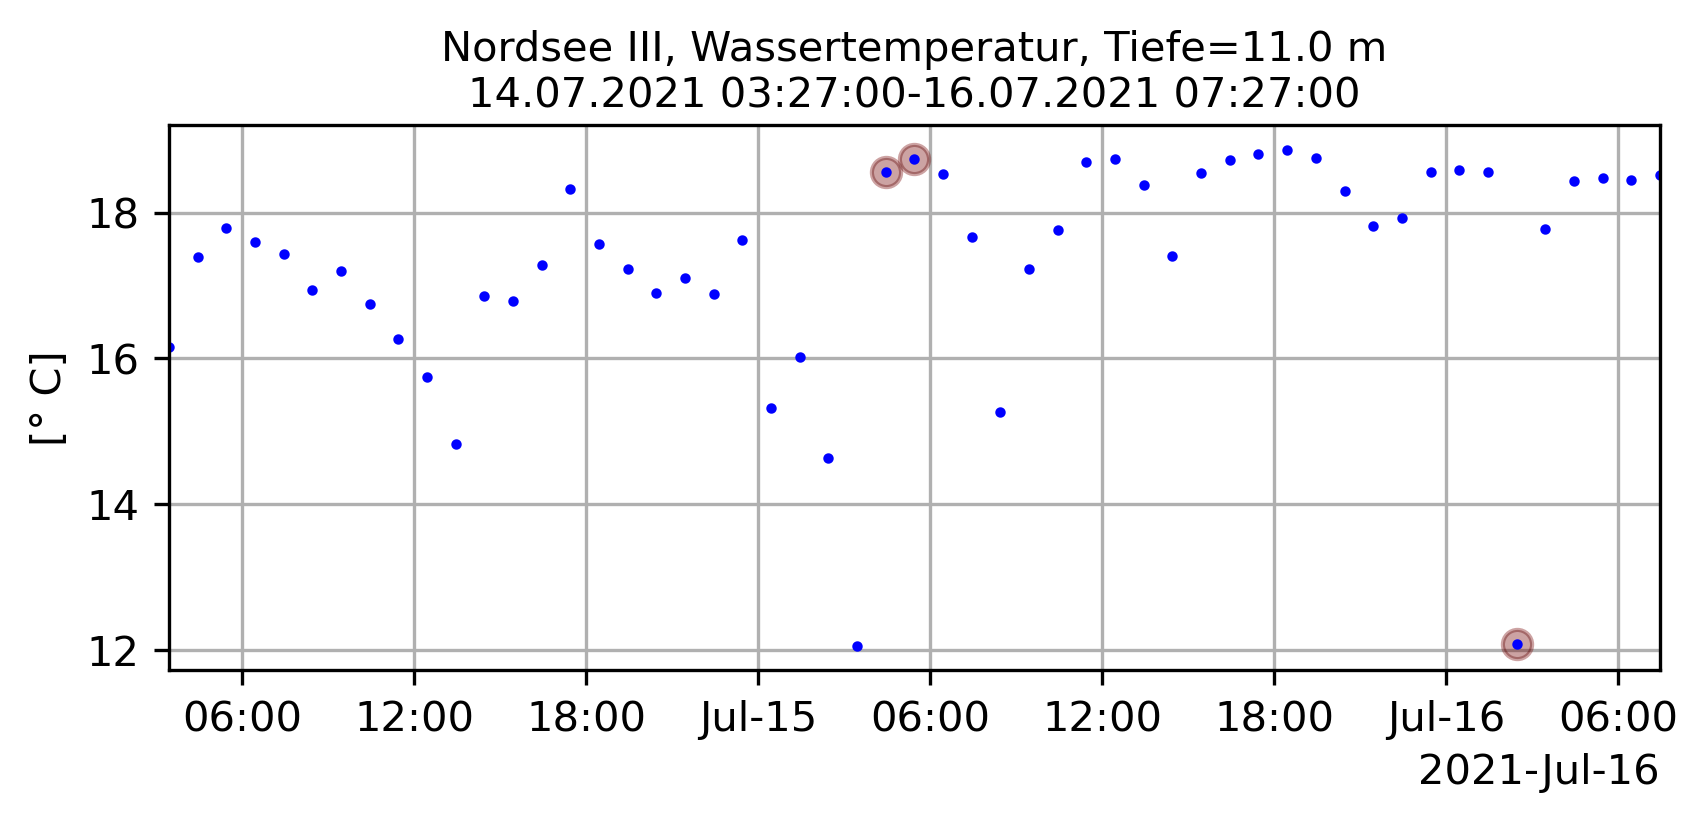 Nordsee III, Wassertemperatur, Tiefe=11.0 m
14.07.2021 03:27:00-16.07.2021 07:27:00
[° C]
18
16
14
12
06:00 12:00 18:00 Jul-15 06:00 12:00 18:00 Jul-16 06:00
2021-Jul-16